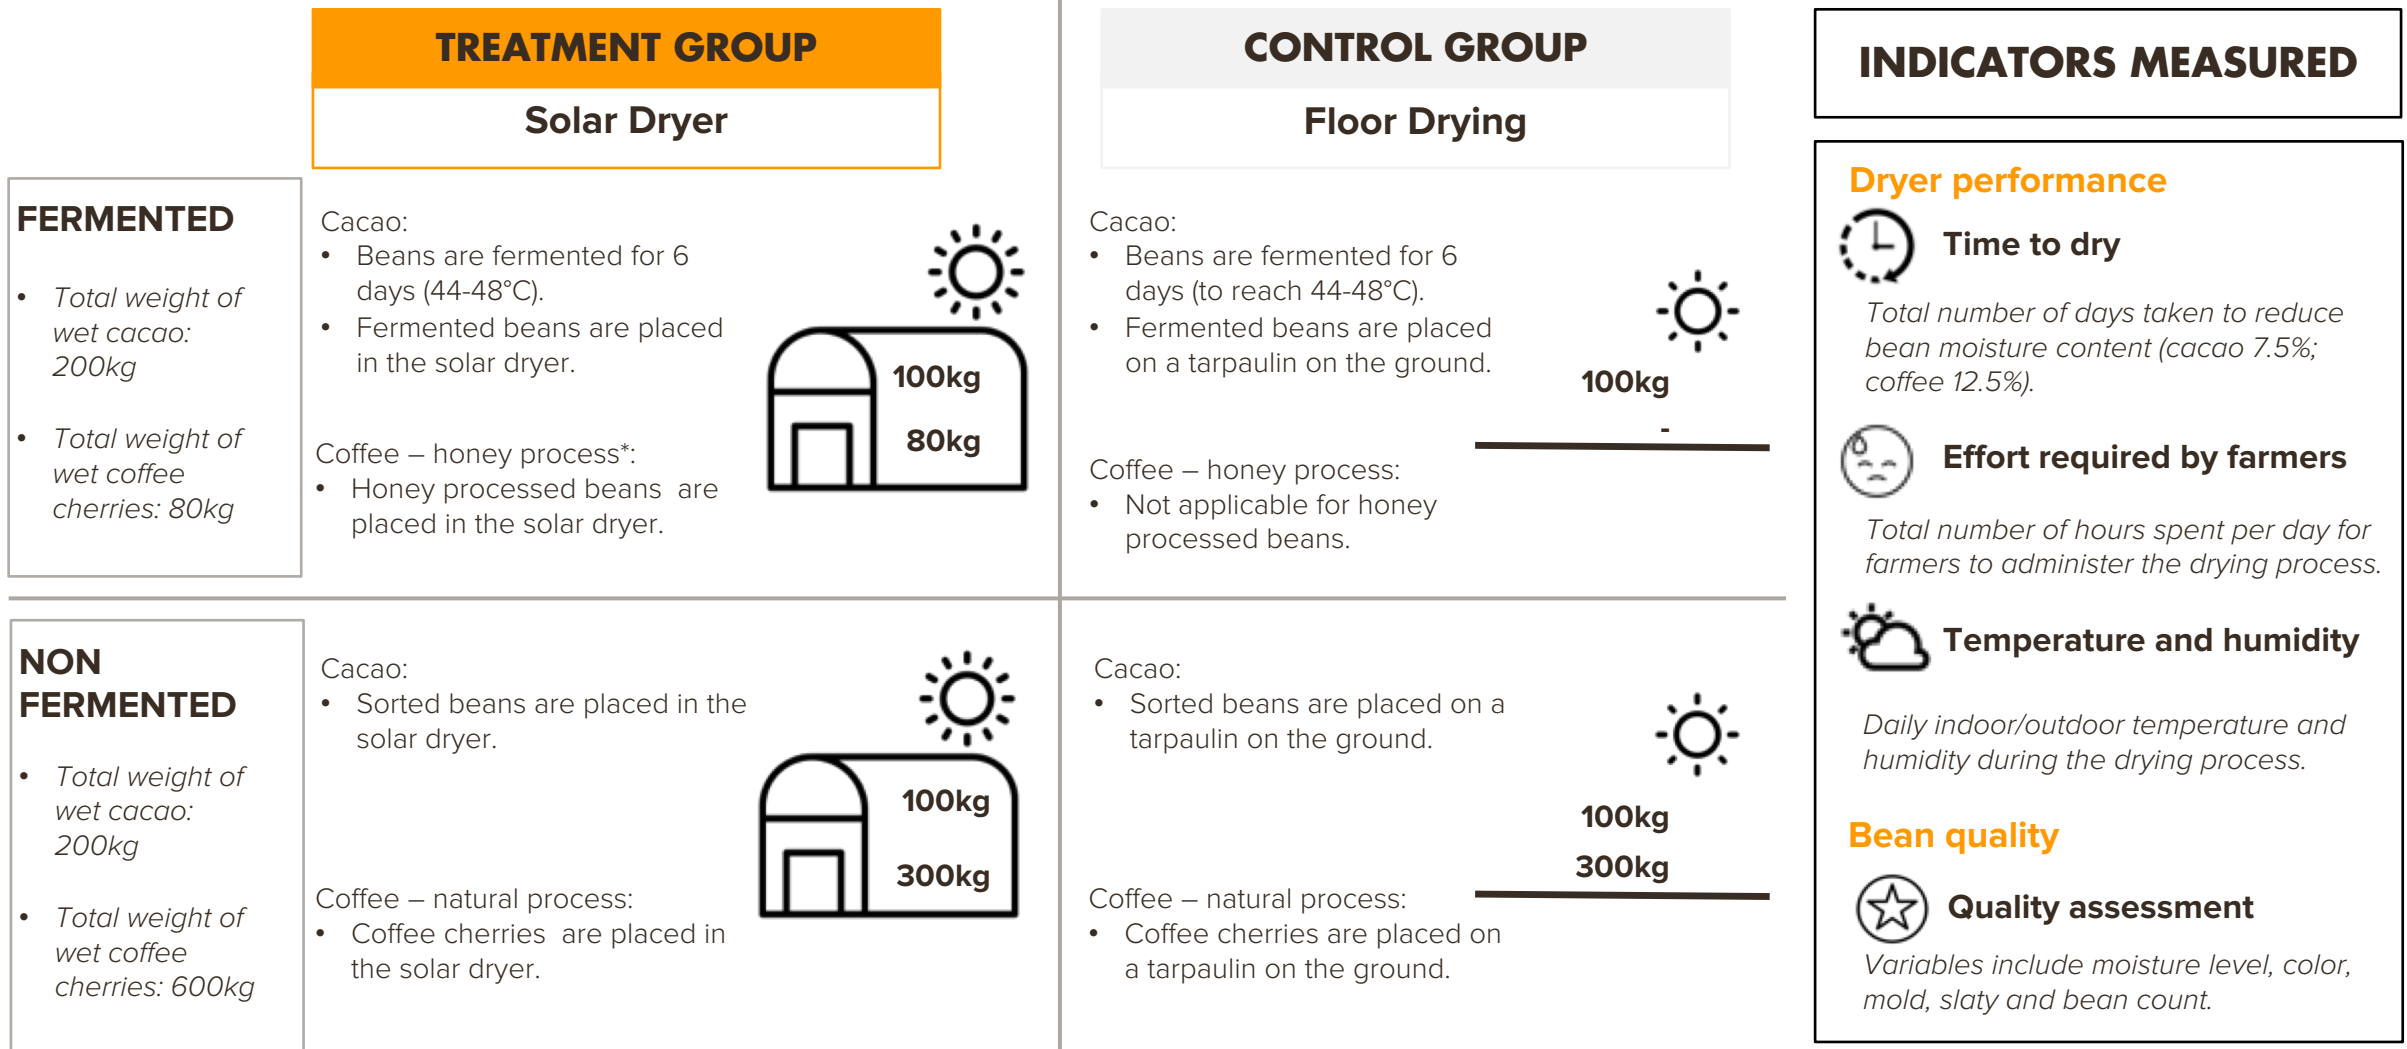 TREATMENT GROUP
Solar Dryer
CONTROL GROUP
Floor Drying
INDICATORS MEASURED
FERMENTED
• Total weight of
wet cacao:
200kg
• Total weight of
wet coffee
cherries: 80kg
Cacao:
• Beans are fermented for 6
days (44-48°C).
• Fermented beans are placed
in the solar dryer.
Coffee – honey process*:
• Honey processed beans are
placed in the solar dryer.
100kg
80kg
Cacao:
• Beans are fermented for 6
days (to reach 44-48°C).
• Fermented beans are placed
on a tarpaulin on the ground.
Coffee – honey process:
• Not applicable for honey
processed beans.
100kg
-
NON
FERMENTED
• Total weight of
wet cacao:
200kg
• Total weight of
wet coffee
cherries: 600kg
Cacao:
• Sorted beans are placed in the
solar dryer.
Coffee – natural process:
• Coffee cherries are placed in
the solar dryer.
100kg
300kg
Cacao:
• Sorted beans are placed on a
tarpaulin on the ground.
Coffee – natural process:
• Coffee cherries are placed on
a tarpaulin on the ground.
100kg
300kg
Dryer performance
Time to dry
Total number of days taken to reduce
bean moisture content (cacao 7.5%;
coffee 12.5%).
Effort required by farmers
Total number of hours spent per day for
farmers to administer the drying process.
Temperature and humidity
Daily indoor/outdoor temperature and
humidity during the drying process.
Bean quality
Quality assessment
Variables include moisture level, color,
mold, slaty and bean count.